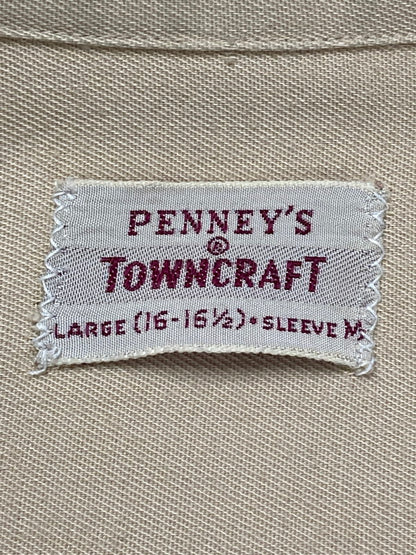 PENNEY'S
®
TOWNCRAFT
LARGE (16-16½) • SLEEVE M